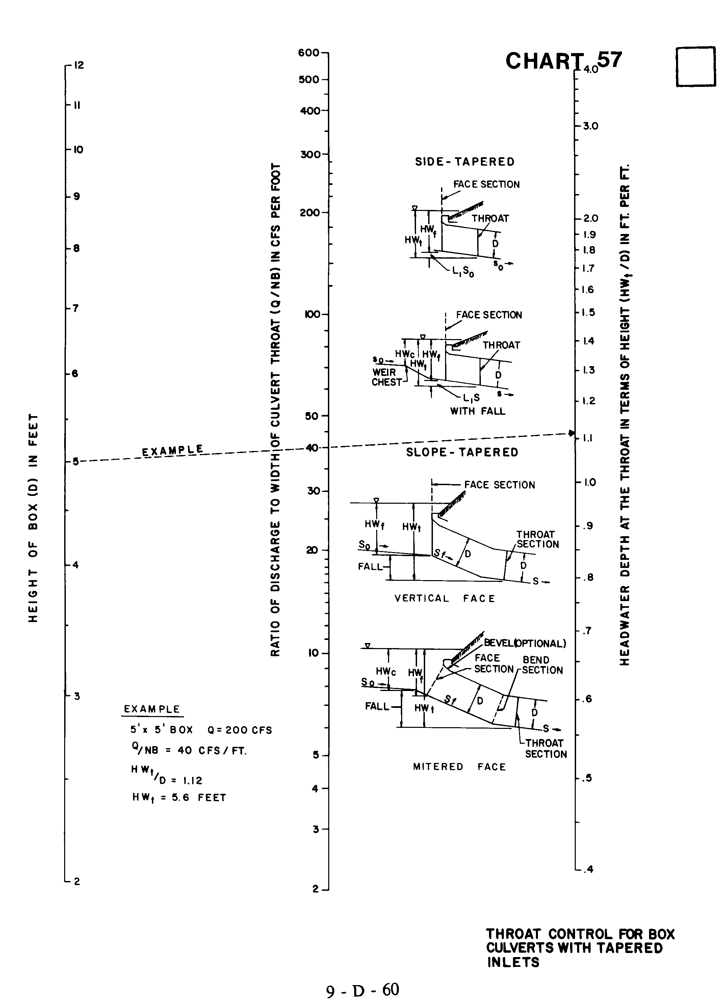 CHART 57
HEIGHT OF BOX (D) IN FEET
12
11
10
9
8
7
6
5
4
3
2
EXAMPLE
RATIO OF DISCHARGE TO WIDTH OF CULVERT THROAT (Q/NB) IN CFS PER FOOT
600
500
400
300
200
100
50
40
30
20
10
5
4
3
2
SIDE-TAPERED
FACE SECTION
THROAT
HWf
HWt
D
So
L1So
FACE SECTION
THROAT
HWc
HWf
HWt
So
WEIR
CHEST
D
S
L1S
WITH FALL
SLOPE-TAPERED
FACE SECTION
HWf
HWt
THROAT
SECTION
So
Sf
D
D
FALL
S
VERTICAL FACE
BEVEL(OPTIONAL)
FACE
SECTION
BEND
SECTION
HWc
HWf
So
Sf
D
D
FALL
HWt
S
THROAT
SECTION
MITERED FACE
4.0
3.0
2.0
1.9
1.8
1.7
1.6
1.5
1.4
1.3
1.2
1.1
1.0
.9
.8
.7
.6
.5
.4
HEADWATER DEPTH AT THE THROAT IN TERMS OF HEIGHT (HWt/D) IN FT. PER FT.
EXAMPLE
5' x 5' BOX Q = 200 CFS
Q/NB = 40 CFS / FT.
HWt/D = 1.12
HWt = 5.6 FEET
THROAT CONTROL FOR BOX
CULVERTS WITH TAPERED
INLETS
9 - D - 60